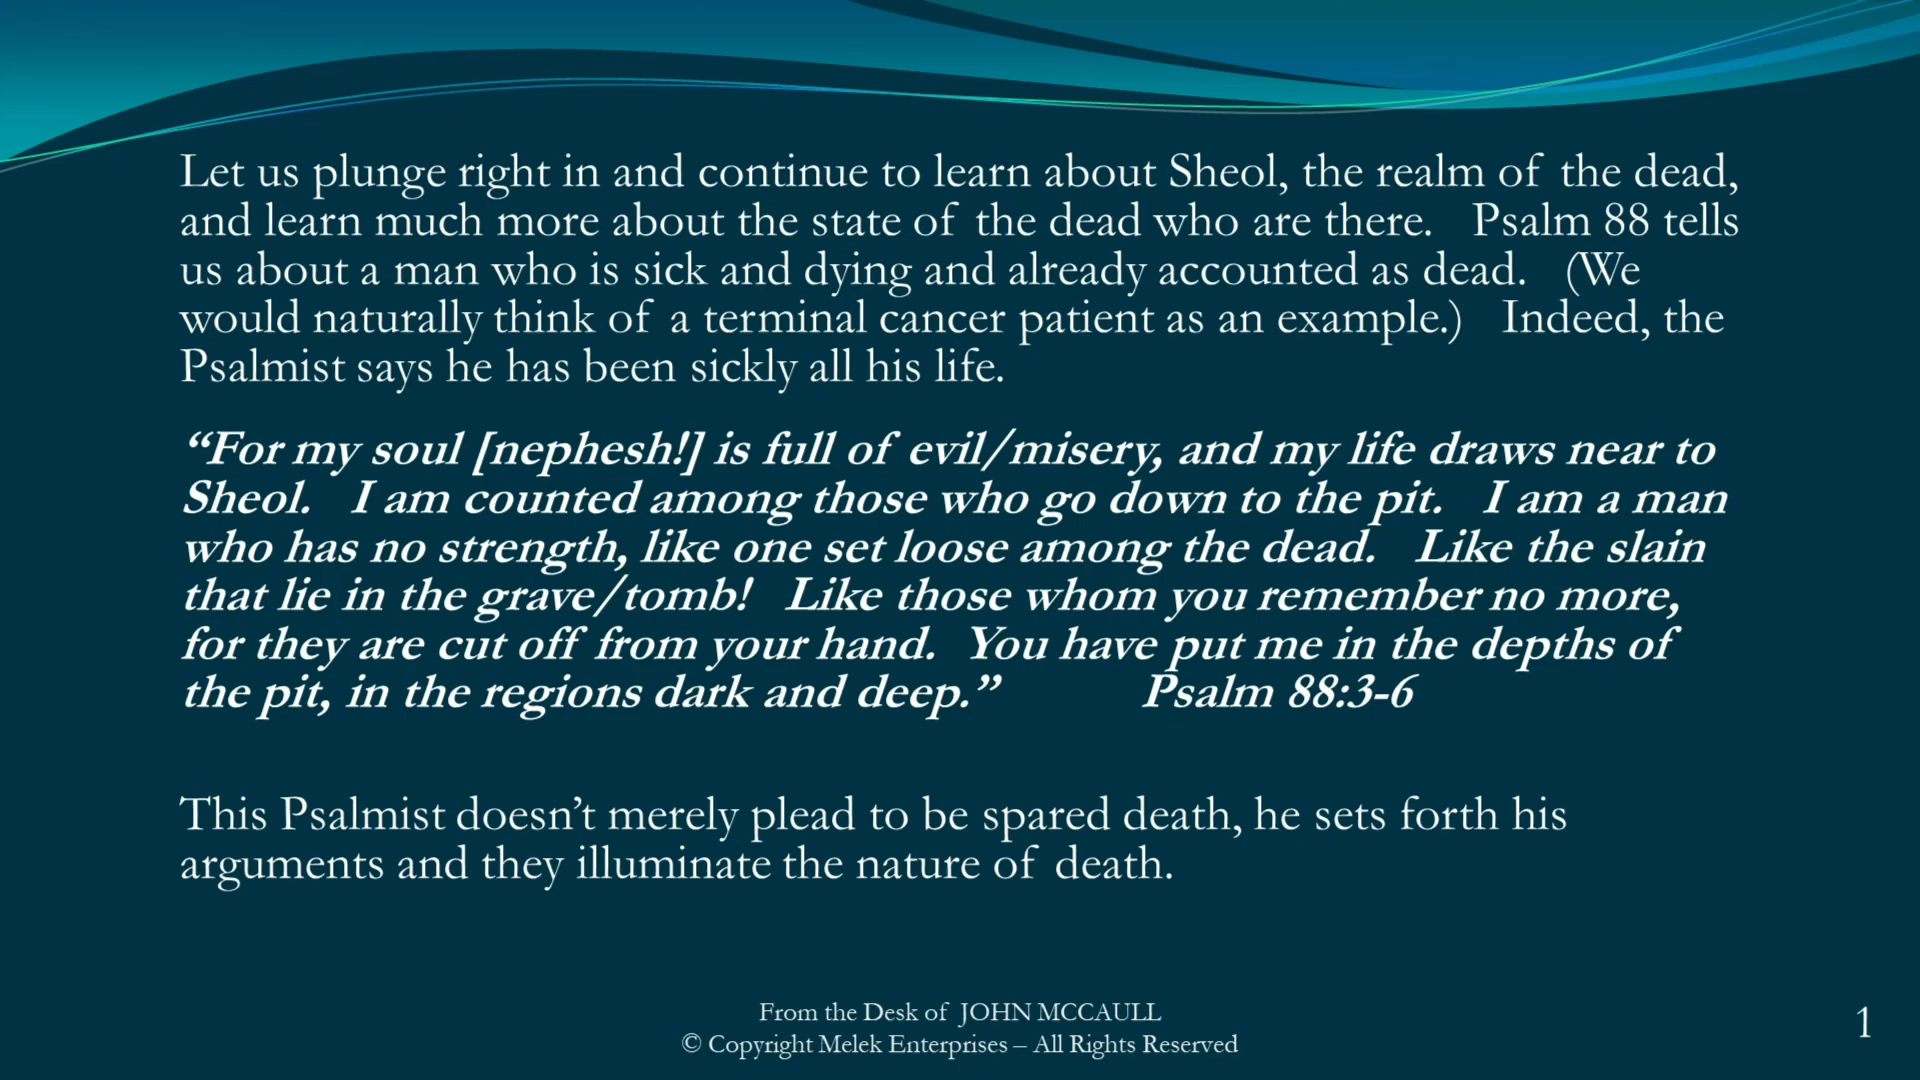 Let us plunge right in and continue to learn about Sheol, the realm of the dead,
and learn much more about the state of the dead who are there. Psalm 88 tells
us about a man who is sick and dying and already accounted as dead. (We
would naturally think of a terminal cancer patient as an example.) Indeed, the
Psalmist says he has been sickly all his life.
“For my soul [nephesh!] is full of evil/misery, and my life draws near to
Sheol. I am counted among those who go down to the pit. I am a man
who has no strength, like one set loose among the dead. Like the slain
that lie in the grave/tomb! Like those whom you remember no more,
for they are cut off from your hand. You have put me in the depths of
the pit, in the regions dark and deep.” Psalm 88:3-6
This Psalmist doesn’t merely plead to be spared death, he sets forth his
arguments and they illuminate the nature of death.
From the Desk of JOHN MCCAULL
© Copyright Melek Enterprises – All Rights Reserved
1